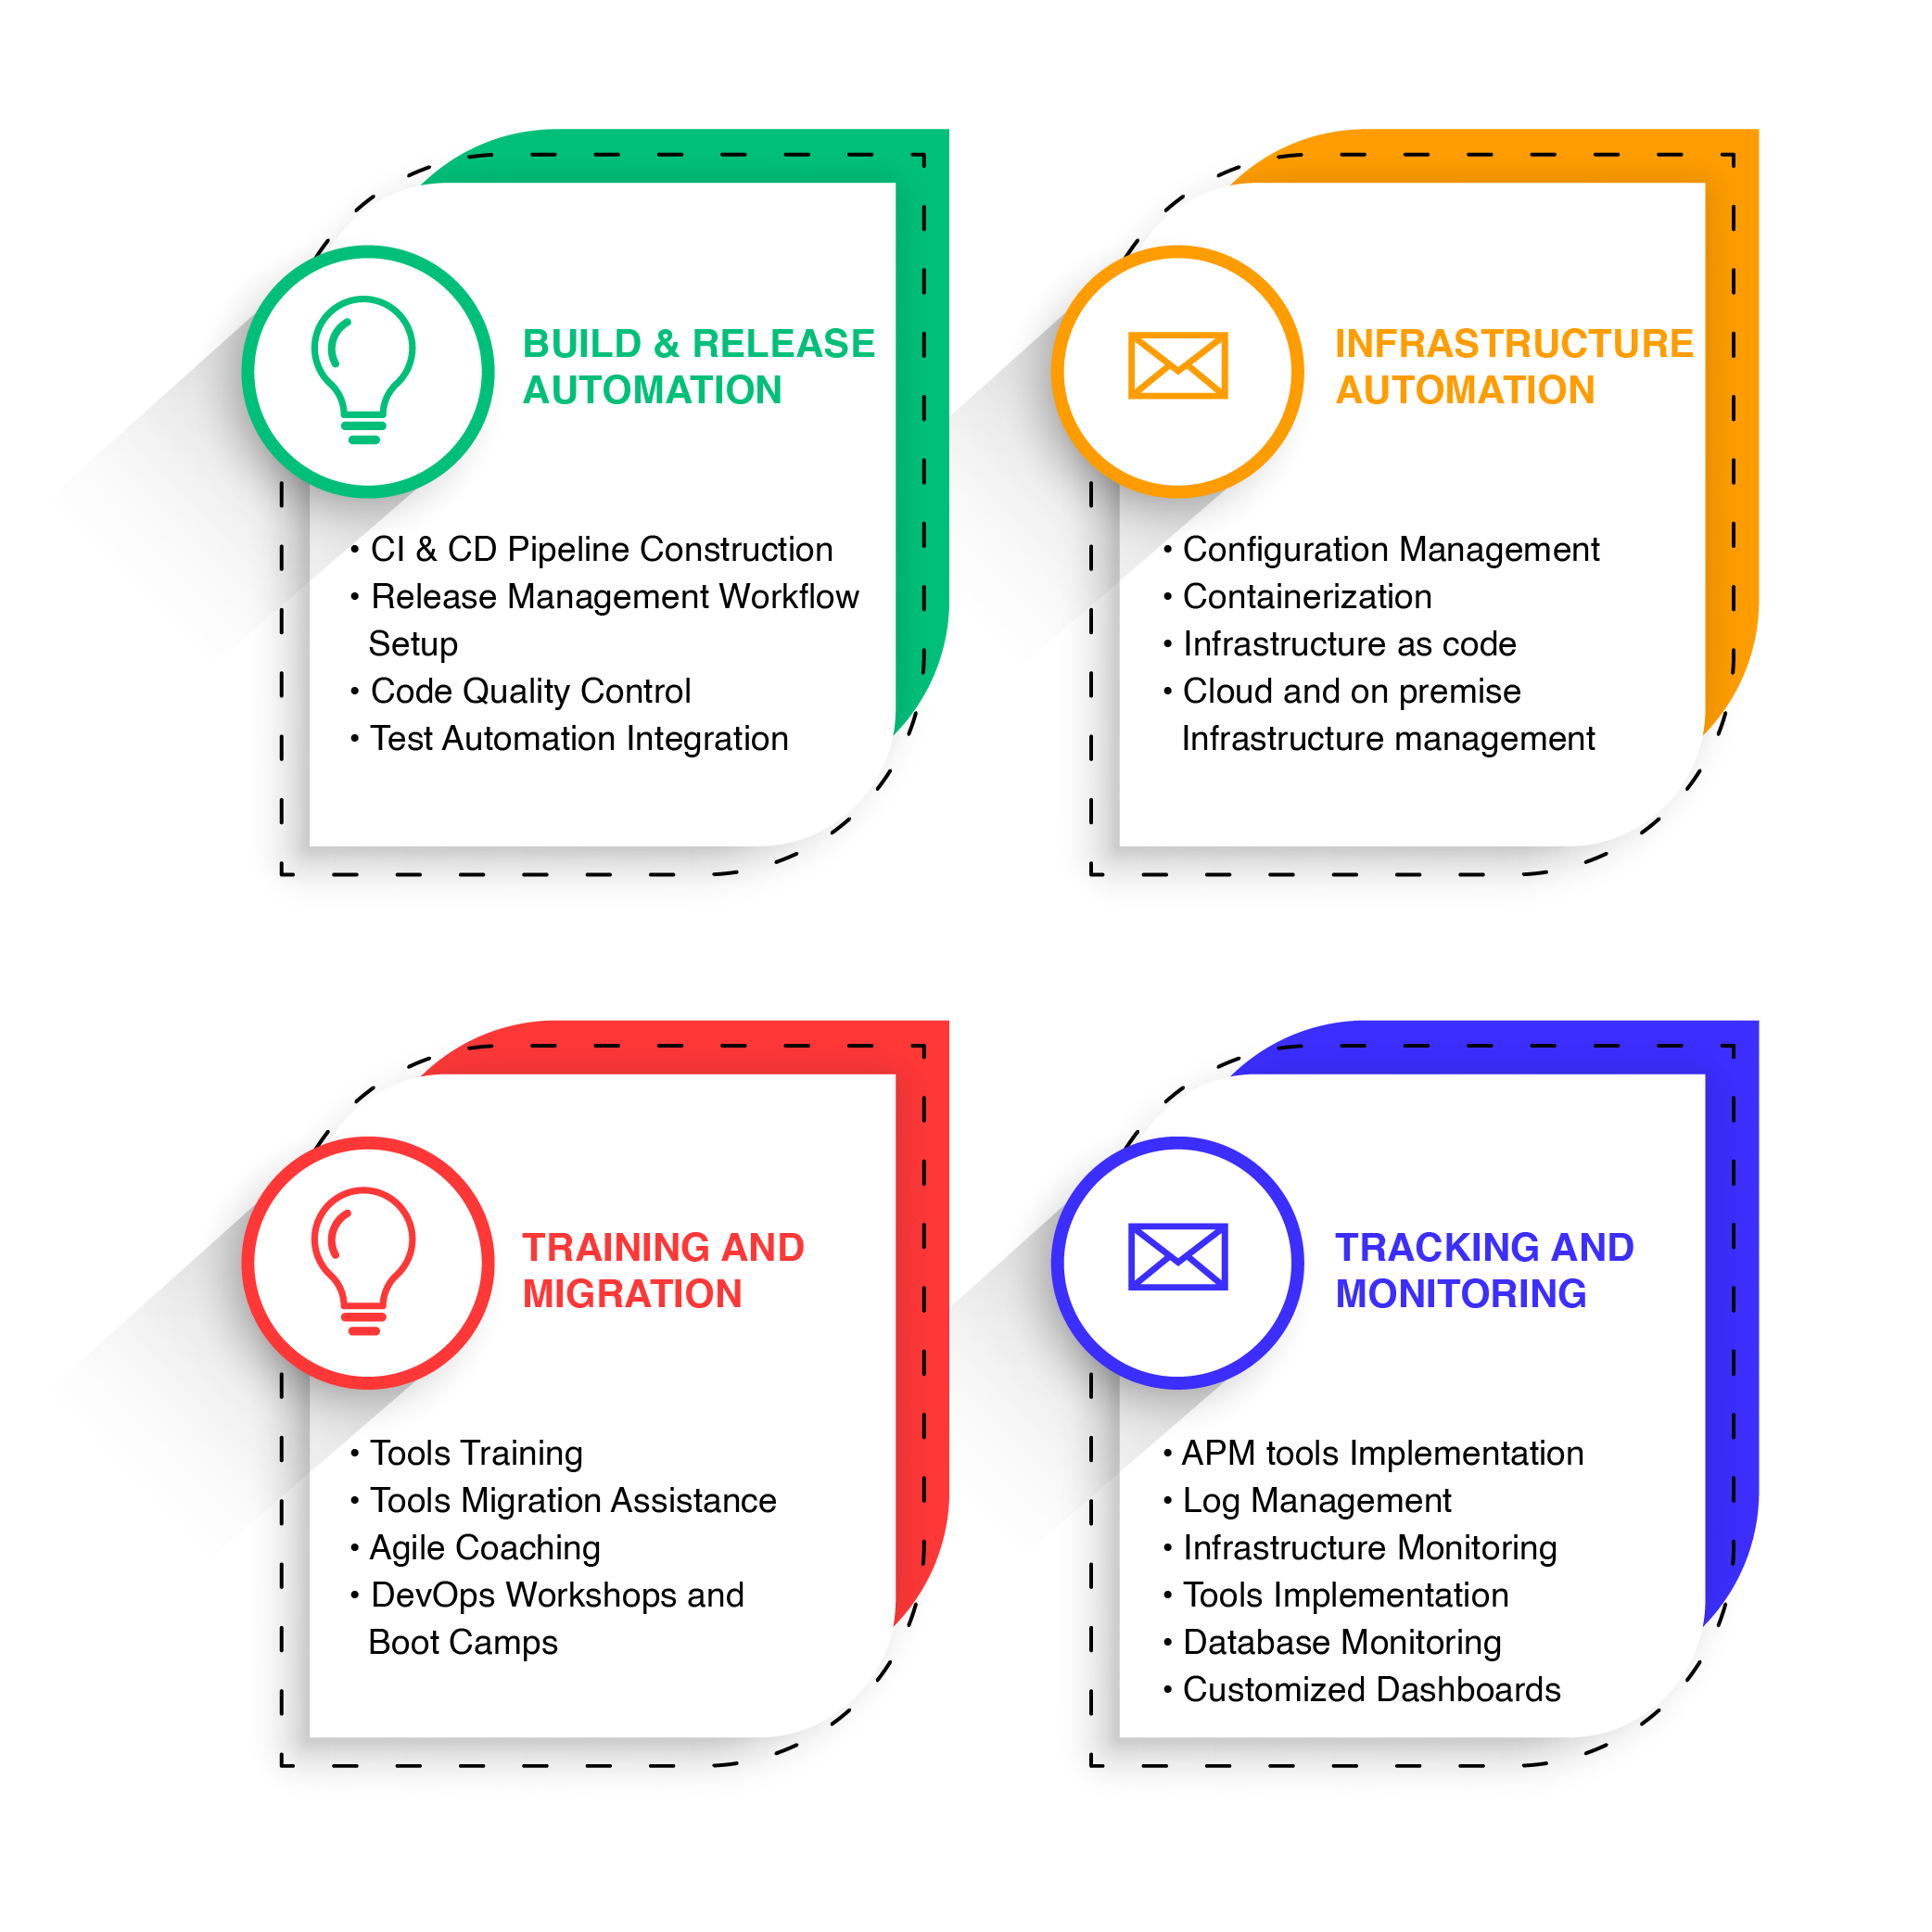 BUILD & RELEASE
AUTOMATION
• CI & CD Pipeline Construction
• Release Management Workflow
Setup
• Code Quality Control
• Test Automation Integration
INFRASTRUCTURE
AUTOMATION
• Configuration Management
• Containerization
• Infrastructure as code
• Cloud and on premise
Infrastructure management
TRAINING AND
MIGRATION
• Tools Training
• Tools Migration Assistance
• Agile Coaching
• DevOps Workshops and
Boot Camps
TRACKING AND
MONITORING
• APM tools Implementation
• Log Management
• Infrastructure Monitoring
• Tools Implementation
• Database Monitoring
• Customized Dashboards